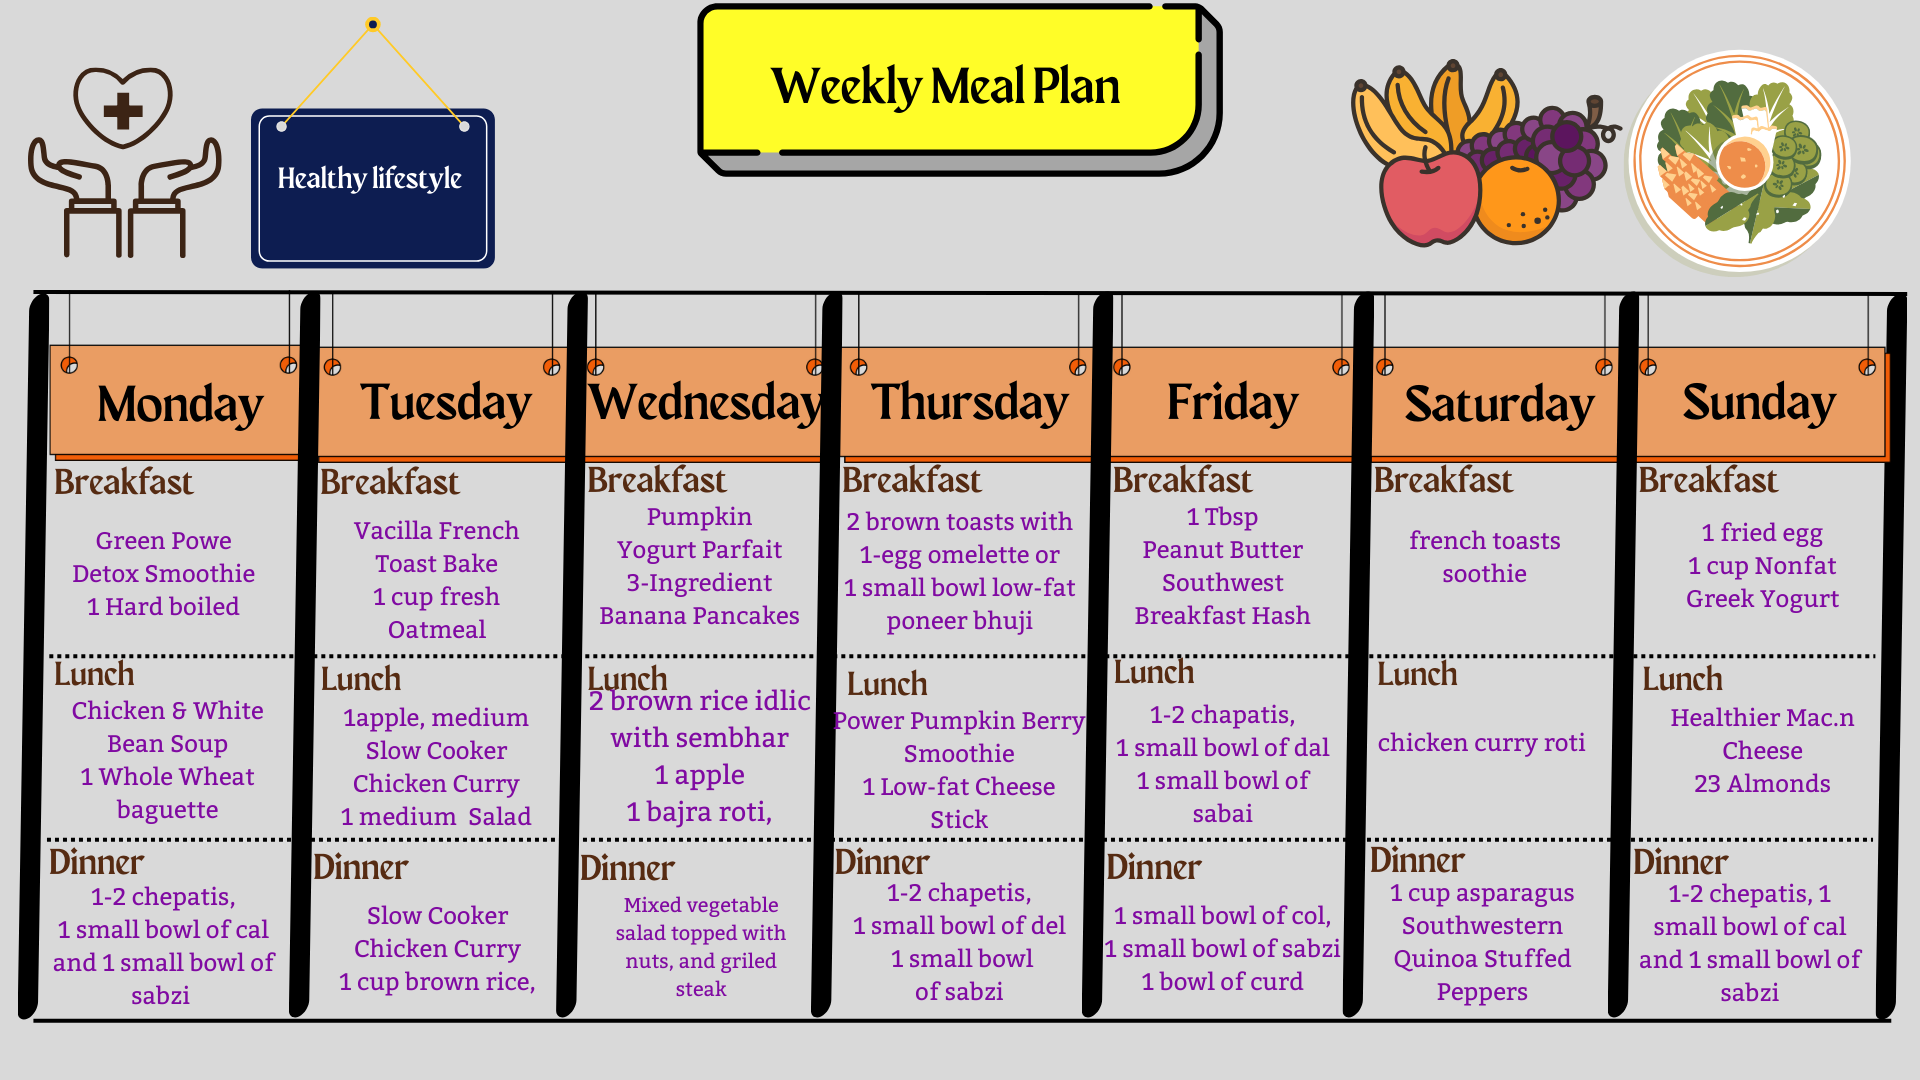 Weekly Meal Plan
Healthy lifestyle
Monday
Breakfast
Green Powe
Detox Smoothie
1 Hard boiled
Lunch
Chicken & White
Bean Soup
1 Whole Wheat
baguette
Dinner
1-2 chepatis,
1 small bowl of cal
and 1 small bowl of
sabzi
Tuesday
Breakfast
Vacilla French
Toast Bake
1 cup fresh
Oatmeal
Lunch
1apple, medium
Slow Cooker
Chicken Curry
1 medium Salad
Dinner
Slow Cooker
Chicken Curry
1 cup brown rice,
Wednesday
Breakfast
Pumpkin
Yogurt Parfait
3-Ingredient
Banana Pancakes
Lunch
2 brown rice idlic
with sembhar
1 apple
1 bajra roti,
Dinner
Mixed vegetable
salad topped with
nuts, and griled
steak
Thursday
Breakfast
2 brown toasts with
1-egg omelette or
1 small bowl low-fat
poneer bhuji
Lunch
Power Pumpkin Berry
Smoothie
1 Low-fat Cheese
Stick
Dinner
1-2 chapetis,
1 small bowl of del
1 small bowl
of sabzi
Friday
Breakfast
1 Tbsp
Peanut Butter
Southwest
Breakfast Hash
Lunch
1-2 chapatis,
1 small bowl of dal
1 small bowl of
sabai
Dinner
1 small bowl of col,
1 small bowl of sabzi
1 bowl of curd
Saturday
Breakfast
french toasts
soothie
Lunch
chicken curry roti
Dinner
1 cup asparagus
Southwestern
Quinoa Stuffed
Peppers
Sunday
Breakfast
1 fried egg
1 cup Nonfat
Greek Yogurt
Lunch
Healthier Mac.n
Cheese
23 Almonds
Dinner
1-2 chepatis, 1
small bowl of cal
and 1 small bowl of
sabzi